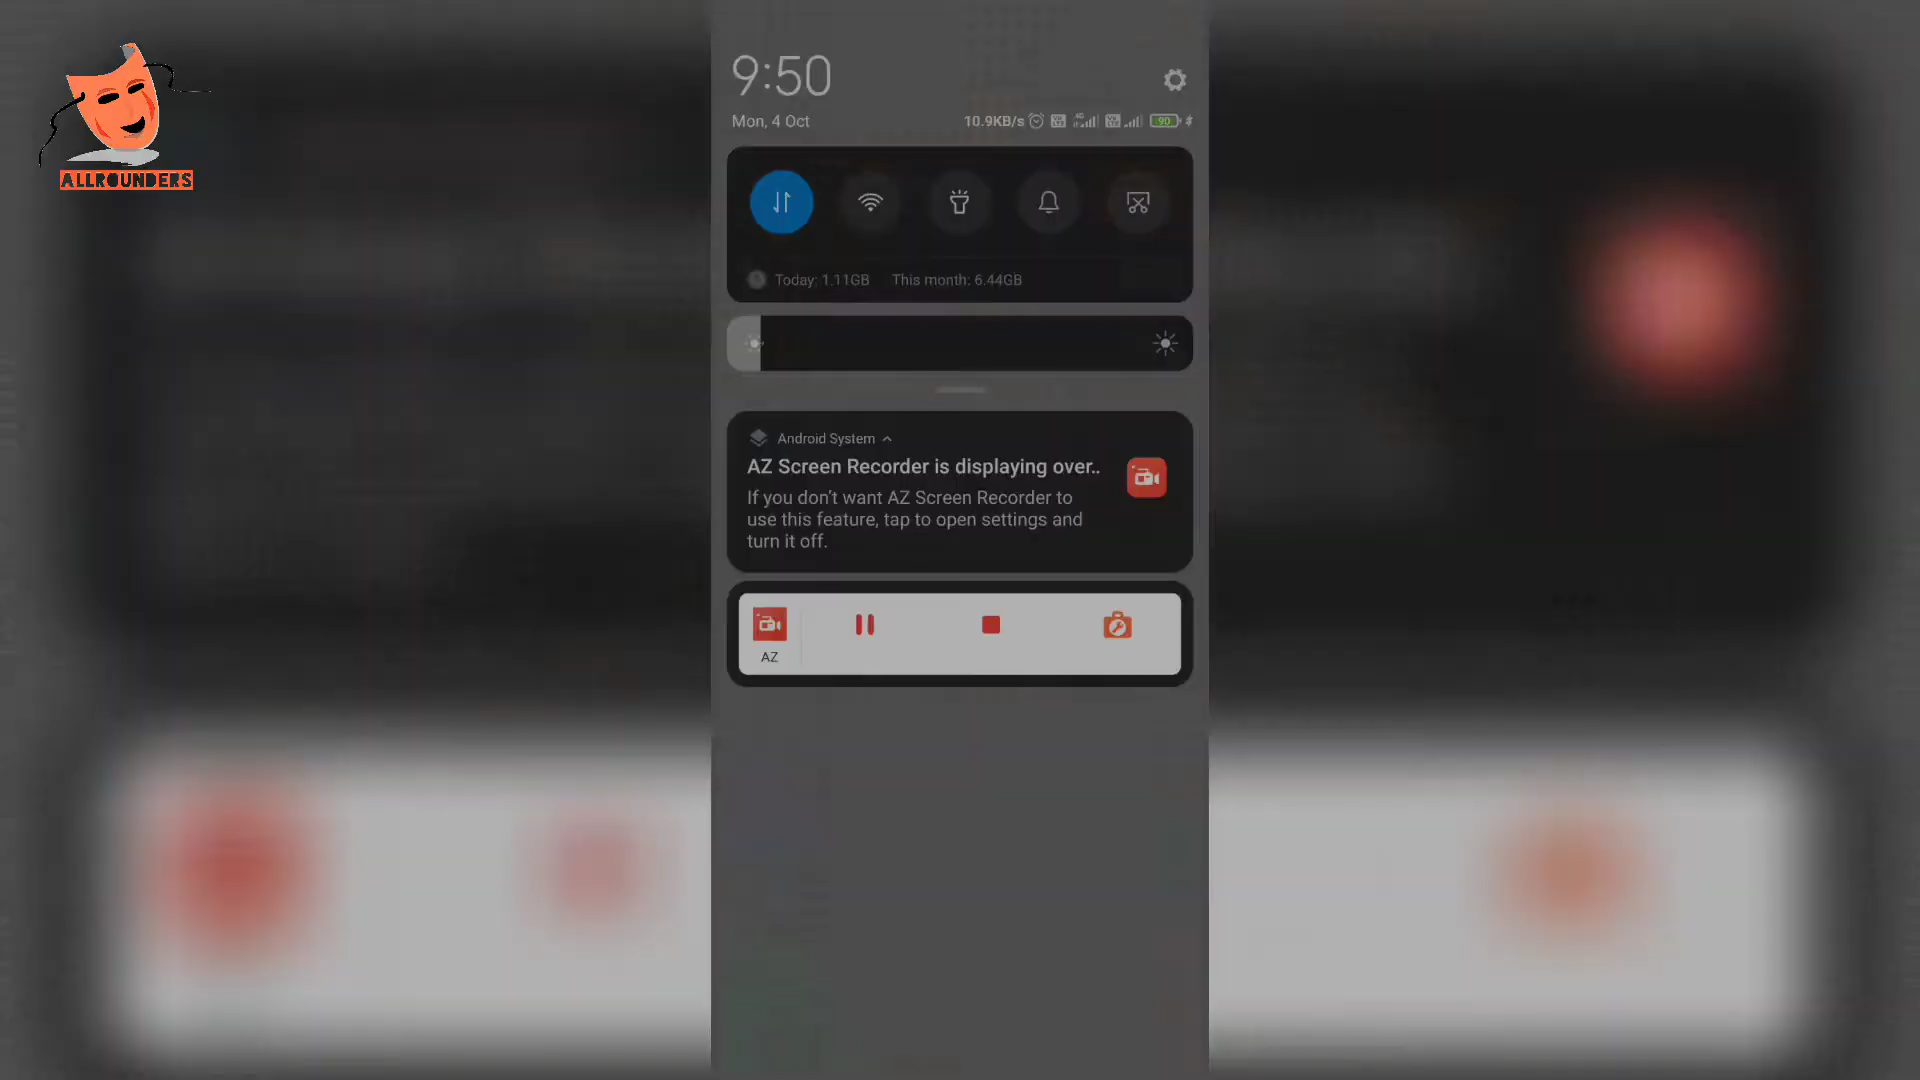 ALLROUNDERS
9:50
Mon, 4 Oct
10.9KB/s
90
Today: 1.11GB This month: 6.44GB
Android System
AZ Screen Recorder is displaying over..
If you don't want AZ Screen Recorder to
use this feature, tap to open settings and
turn it off.
AZ